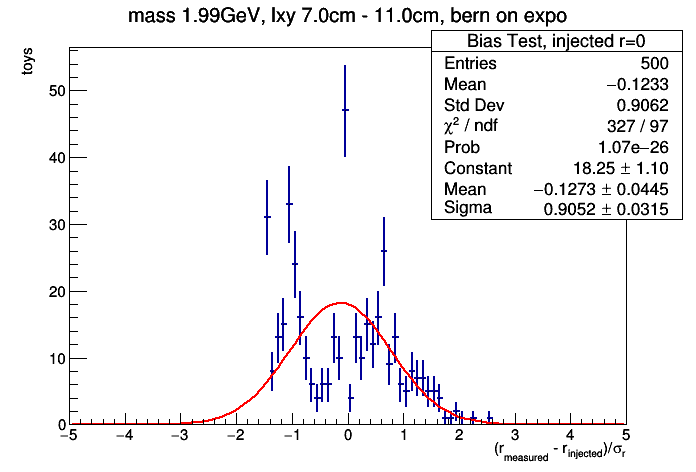 mass 1.99GeV, lxy 7.0cm - 11.0cm, bern on expo
toys
Bias Test, injected r=0
Entries 500
Mean −0.1233
Std Dev 0.9062
χ² / ndf 327 / 97
Prob 1.07e−26
Constant 18.25 ± 1.10
Mean −0.1273 ± 0.0445
Sigma 0.9052 ± 0.0315
50
40
30
20
10
0
−5 −4 −3 −2 −1 0 1 2 3 4 5
(r_measured - r_injected)/σ_r